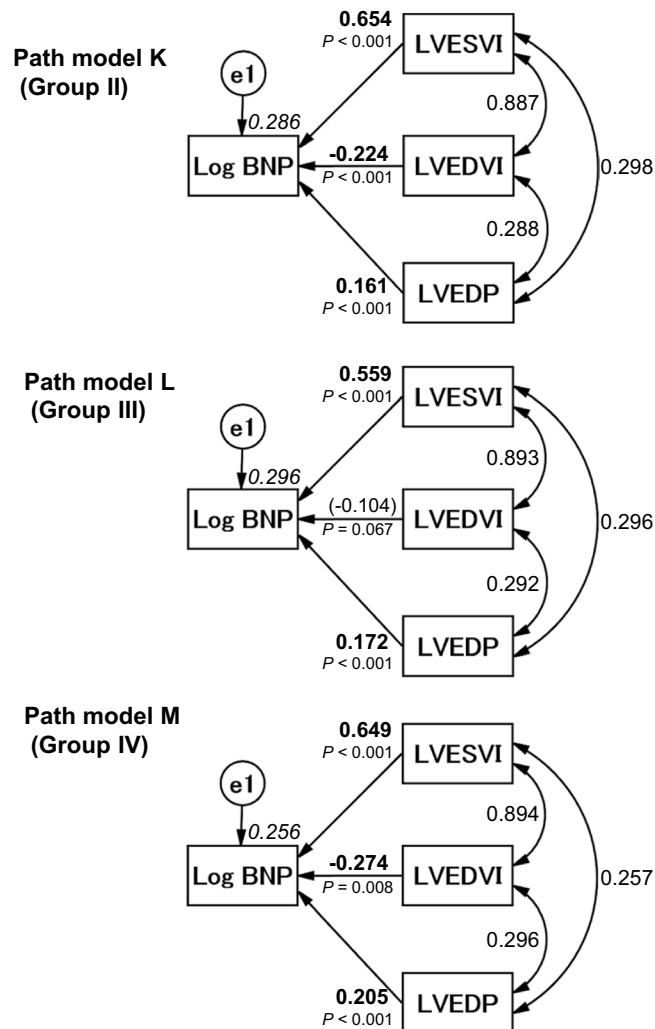 Path model K
(Group II)
e1
0.286
Log BNP
0.654
P < 0.001
LVESVI
0.887
-0.224
P < 0.001
LVEDVI
0.298
0.288
0.161
P < 0.001
LVEDP
Path model L
(Group III)
e1
0.296
Log BNP
0.559
P < 0.001
LVESVI
0.893
(-0.104)
P = 0.067
LVEDVI
0.296
0.292
0.172
P < 0.001
LVEDP
Path model M
(Group IV)
e1
0.256
Log BNP
0.649
P < 0.001
LVESVI
0.894
-0.274
P = 0.008
LVEDVI
0.257
0.296
0.205
P < 0.001
LVEDP